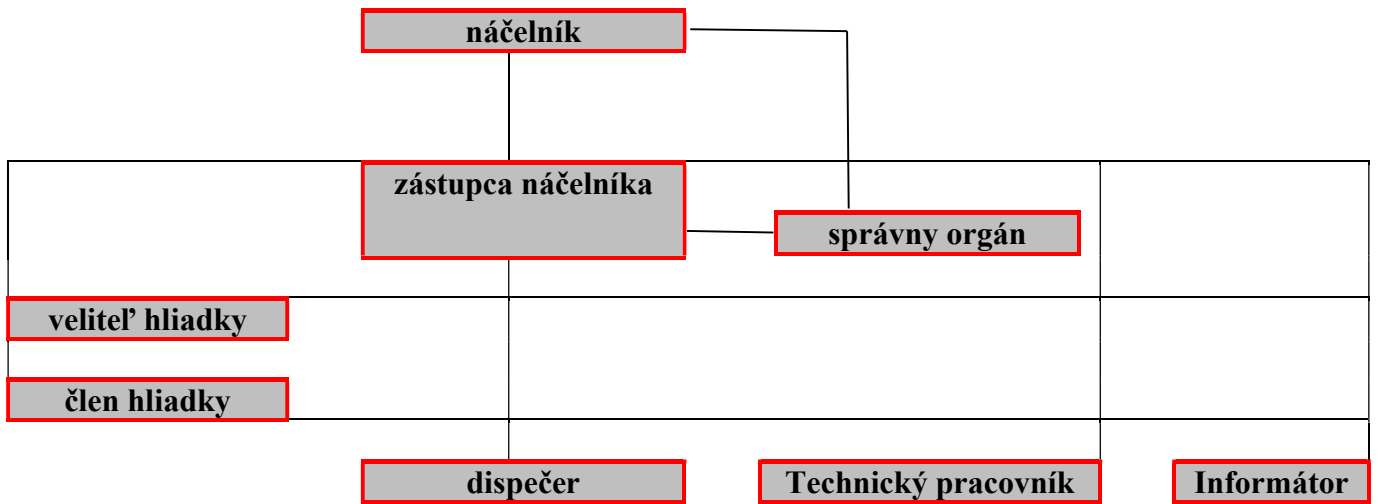 náčelník
zástupca náčelníka
správny orgán
veliteľ hliadky
člen hliadky
dispečer
Technický pracovník
Informátor